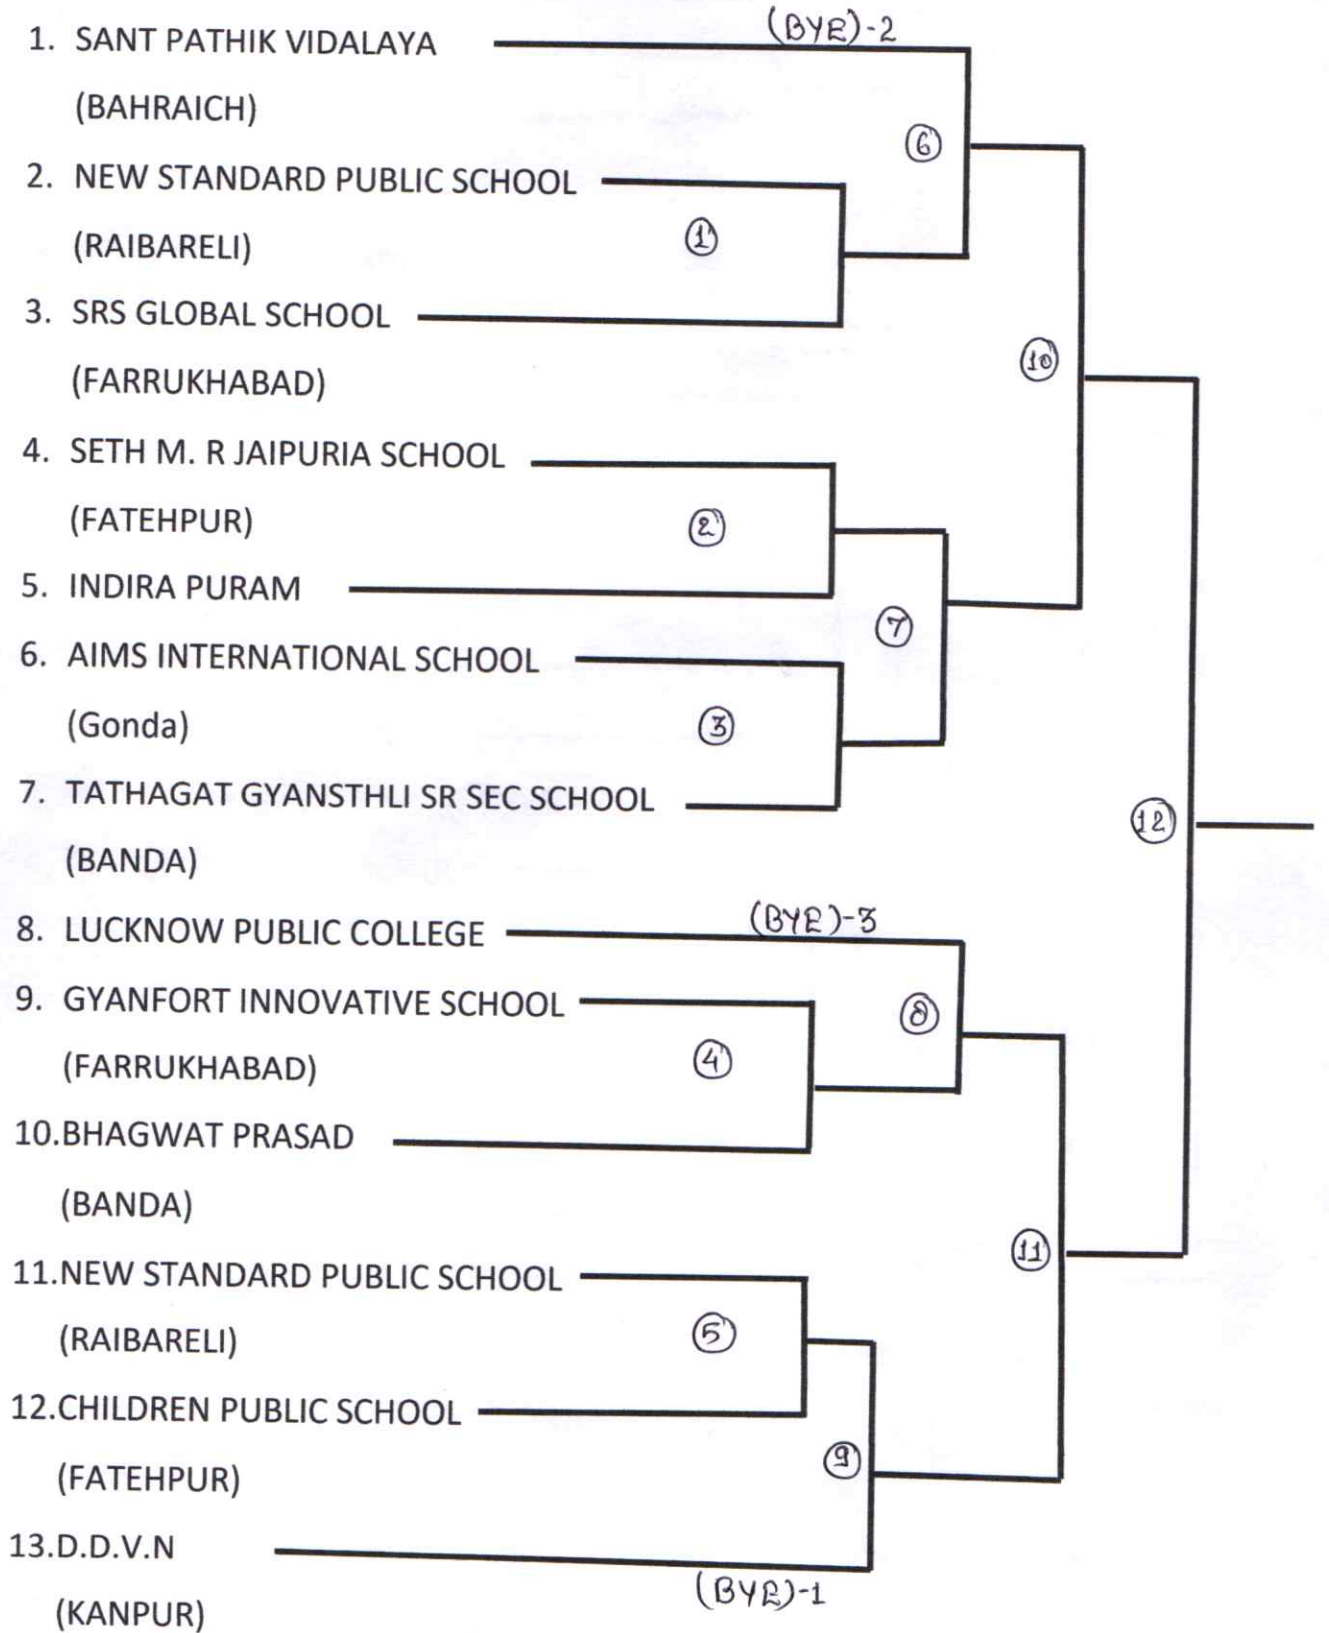 (BYE)-2
1. SANT PATHIK VIDALAYA
(BAHRAICH)
6
2. NEW STANDARD PUBLIC SCHOOL
(RAIBARELI)
1
3. SRS GLOBAL SCHOOL
(FARRUKHABAD)
10
4. SETH M. R JAIPURIA SCHOOL
(FATEHPUR)
2
5. INDIRA PURAM
7
6. AIMS INTERNATIONAL SCHOOL
(Gonda)
3
7. TATHAGAT GYANSTHLI SR SEC SCHOOL
12
(BANDA)
(BYE)-3
8. LUCKNOW PUBLIC COLLEGE
9. GYANFORT INNOVATIVE SCHOOL
8
(FARRUKHABAD)
4
10.BHAGWAT PRASAD
(BANDA)
11
11.NEW STANDARD PUBLIC SCHOOL
(RAIBARELI)
5
12.CHILDREN PUBLIC SCHOOL
9
(FATEHPUR)
13.D.D.V.N
(BYE)-1
(KANPUR)